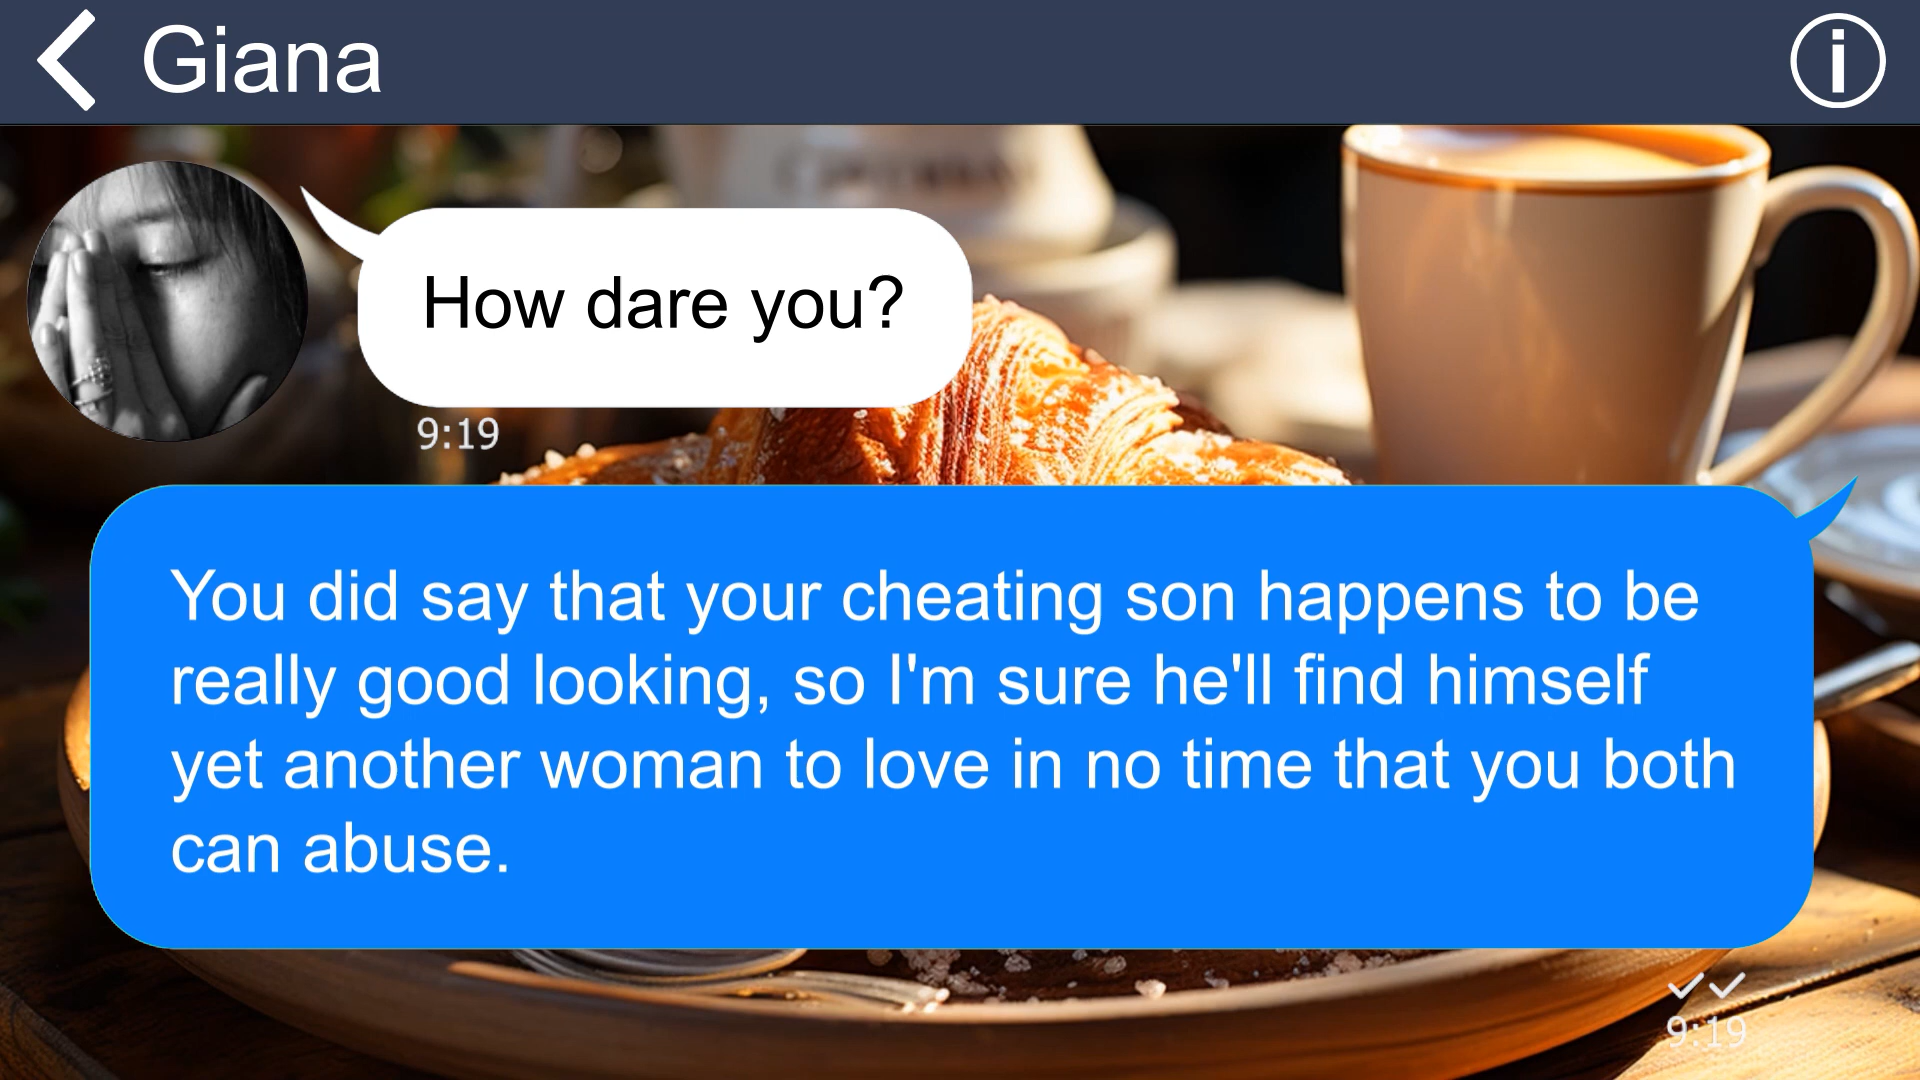 Giana
How dare you?
9:19
You did say that your cheating son happens to be
really good looking, so I'm sure he'll find himself
yet another woman to love in no time that you both
can abuse.
9:19